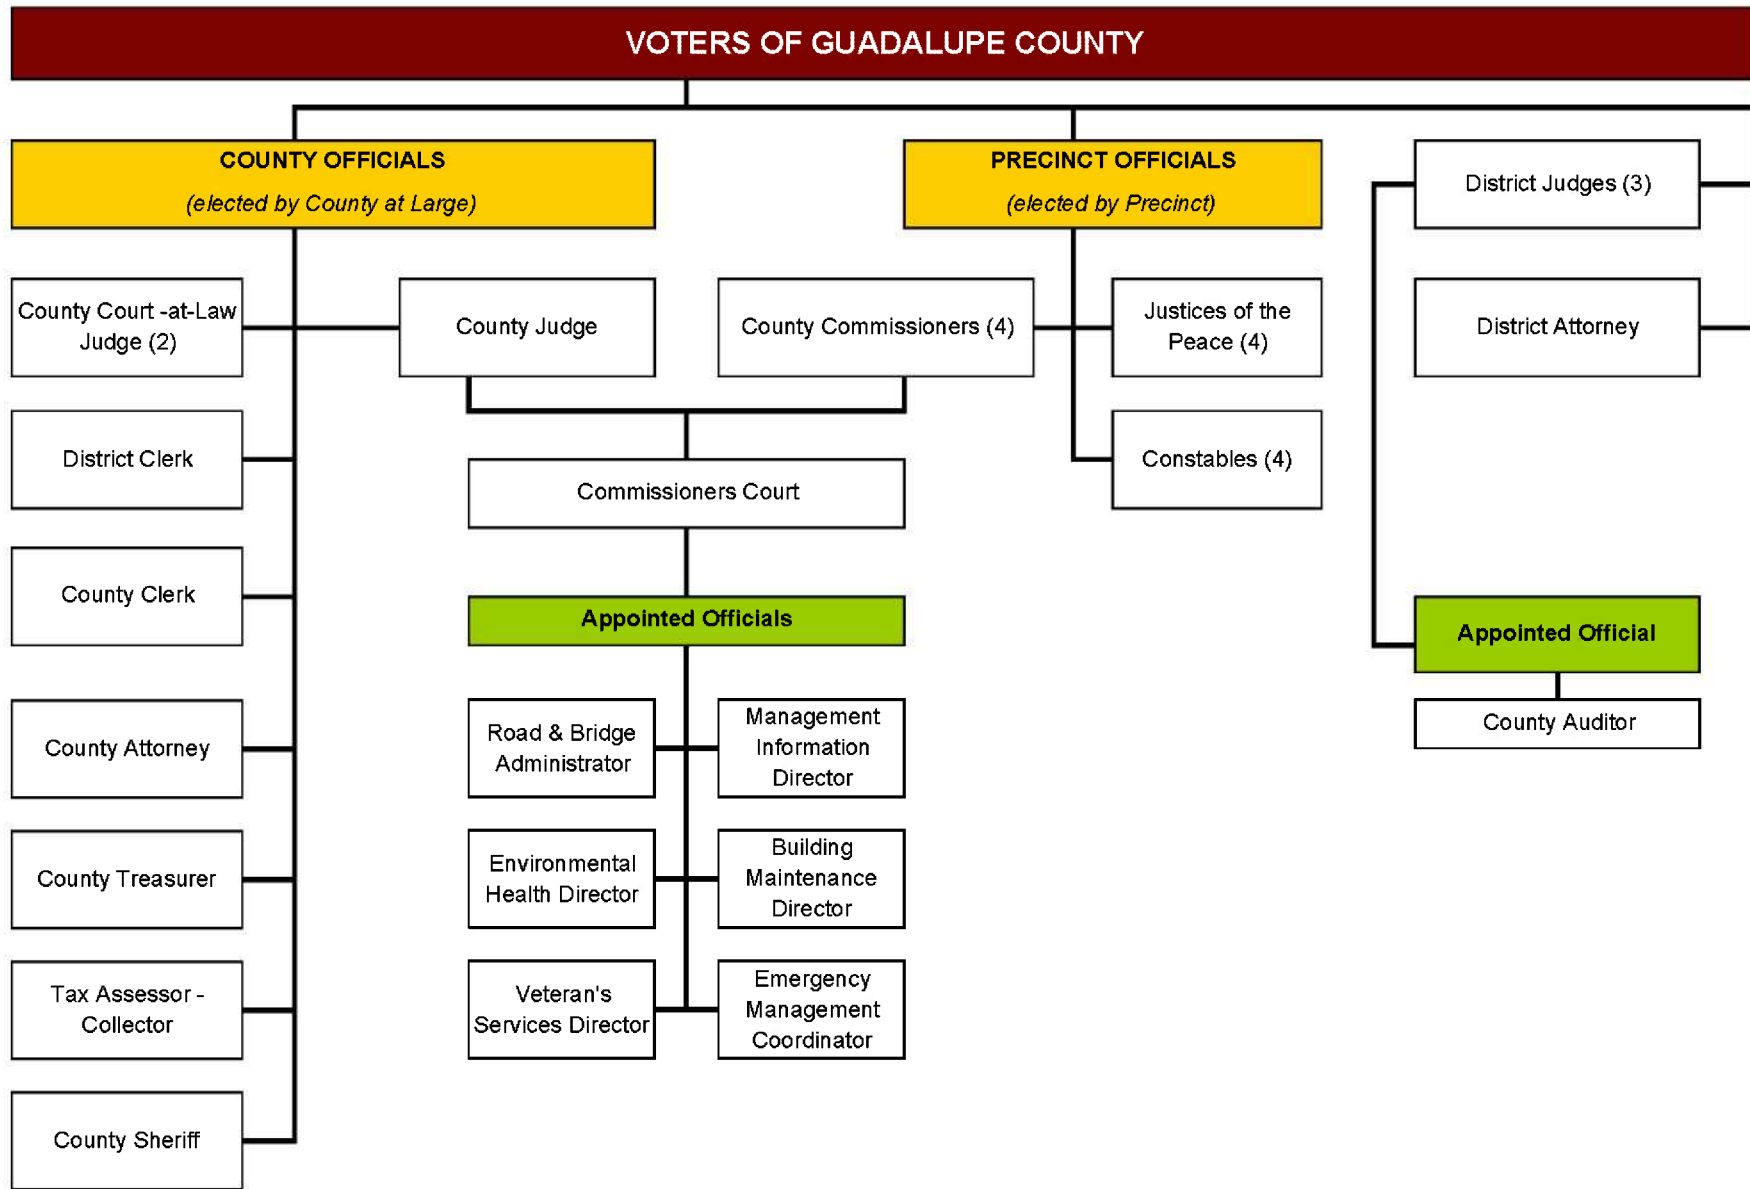 VOTERS OF GUADALUPE COUNTY
COUNTY OFFICIALS
(elected by County at Large)
PRECINCT OFFICIALS
(elected by Precinct)
District Judges (3)
County Court -at-Law
Judge (2)
County Judge
County Commissioners (4)
Justices of the
Peace (4)
District Attorney
District Clerk
Commissioners Court
Constables (4)
County Clerk
Appointed Officials
Appointed Official
County Attorney
Road & Bridge
Administrator
Management
Information
Director
County Auditor
County Treasurer
Environmental
Health Director
Building
Maintenance
Director
Tax Assessor -
Collector
Veteran's
Services Director
Emergency
Management
Coordinator
County Sheriff